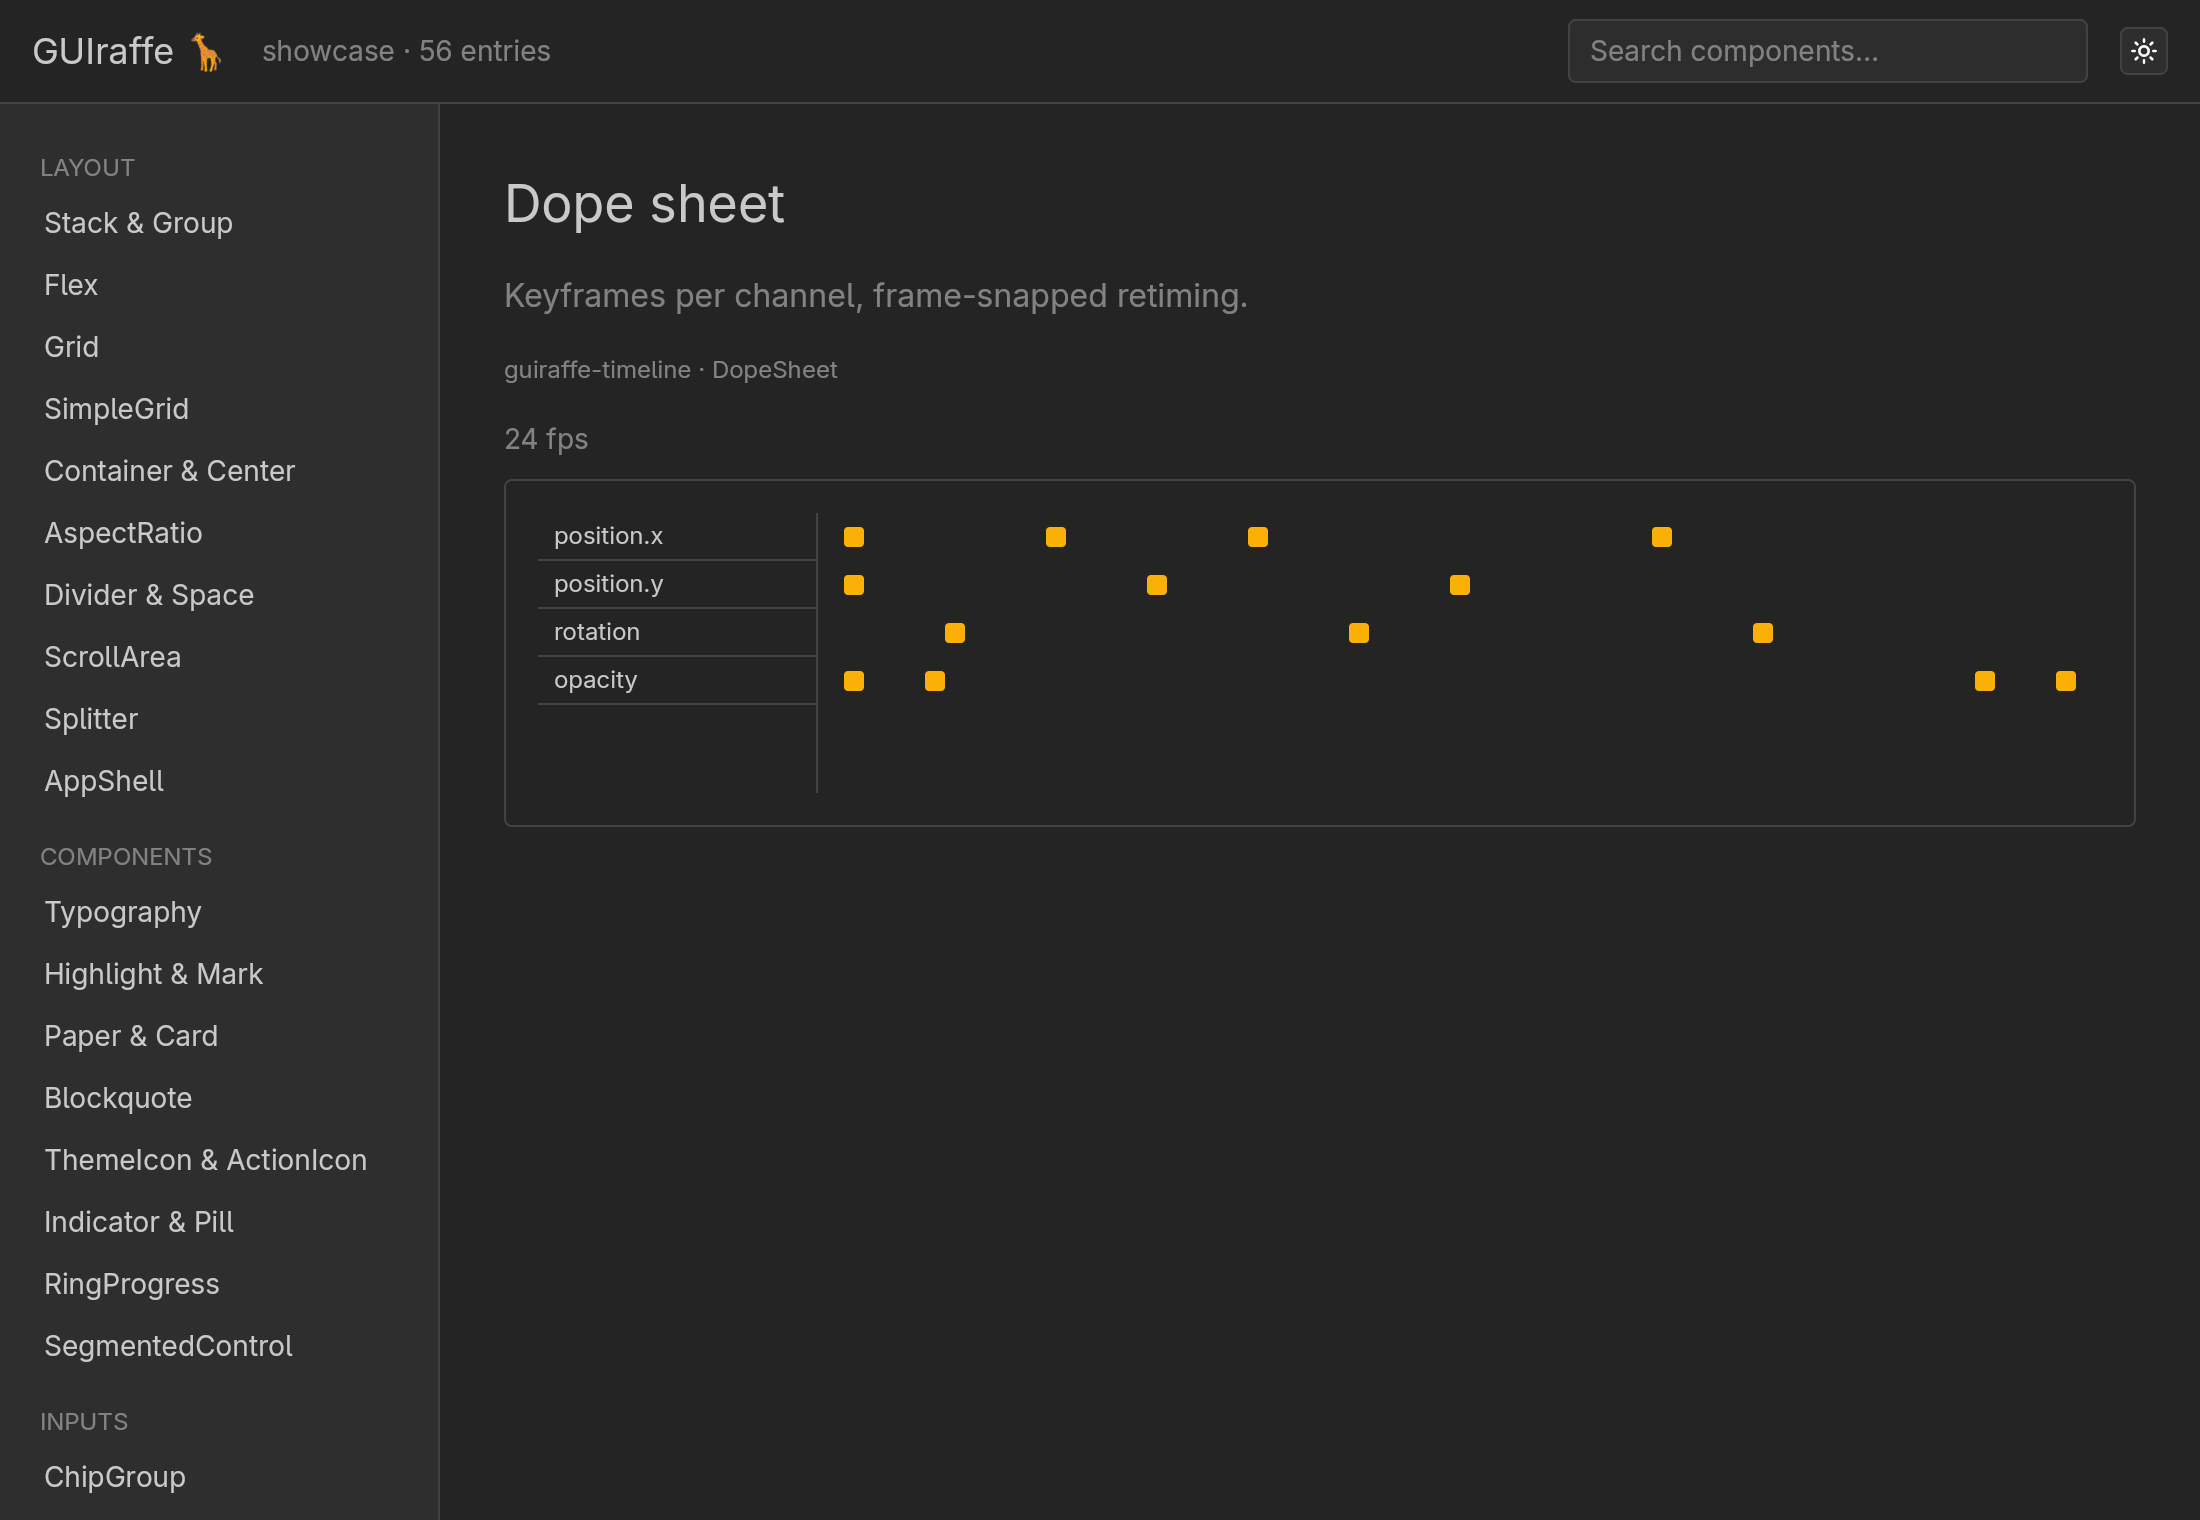 GUIraffe 🦒 showcase · 56 entries
Search components...
LAYOUT
Stack & Group
Flex
Grid
SimpleGrid
Container & Center
AspectRatio
Divider & Space
ScrollArea
Splitter
AppShell
COMPONENTS
Typography
Highlight & Mark
Paper & Card
Blockquote
ThemeIcon & ActionIcon
Indicator & Pill
RingProgress
SegmentedControl
INPUTS
ChipGroup
Dope sheet
Keyframes per channel, frame-snapped retiming.
guiraffe-timeline · DopeSheet
24 fps
position.x
position.y
rotation
opacity